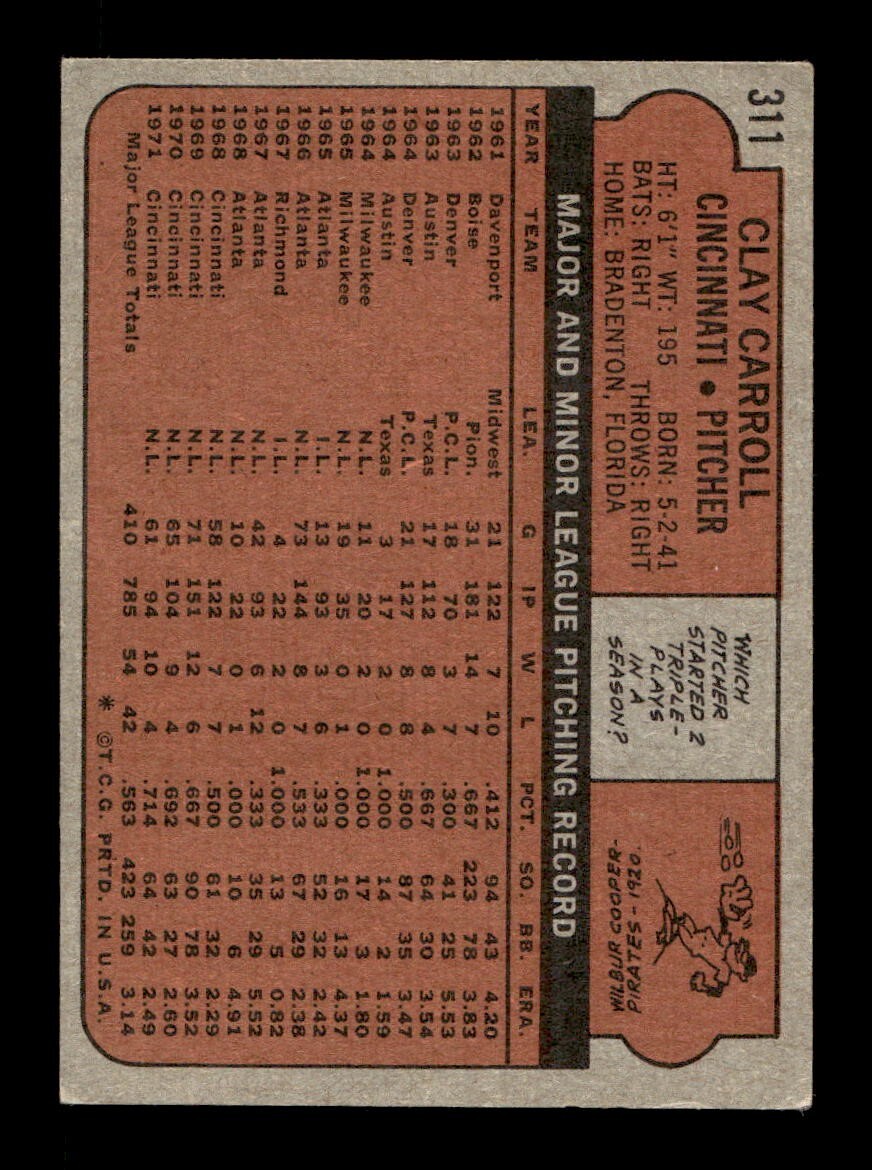 311
CLAY CARROLL
CINCINNATI • PITCHER
HT: 6'1" WT: 195 BORN: 5-2-41
BATS: RIGHT THROWS: RIGHT
HOME: BRADENTON, FLORIDA
WHICH
PITCHER
STARTED 2
TRIPLE-
PLAYS
IN A
SEASON?
WILBUR COOPER-
PIRATES - 1920.
MAJOR AND MINOR LEAGUE PITCHING RECORD
YEAR TEAM LEA. G IP W L PCT. SO. BB. ERA.
1961 Davenport Midwest 21 122 7 10 .412 94 43 4.20
1962 Boise Pion. 31 181 14 7 .667 223 78 3.83
1963 Denver P.C.L. 18 70 3 7 .300 41 25 5.53
1963 Austin Texas 17 112 8 4 .667 64 30 3.54
1964 Denver P.C.L. 21 127 8 8 .500 87 35 3.47
1964 Austin Texas 3 17 2 0 1.000 14 2 1.59
1964 Milwaukee N.L. 11 20 2 0 1.000 17 3 1.80
1965 Milwaukee N.L. 19 35 0 1 .000 16 13 4.37
1965 Atlanta I.L. 13 93 3 6 .333 52 32 2.42
1966 Atlanta N.L. 73 144 8 7 .533 67 29 2.38
1967 Richmond I.L. 4 22 2 0 1.000 13 5 0.82
1967 Atlanta N.L. 42 93 6 12 .333 35 29 5.52
1968 Atlanta N.L. 10 22 0 1 .000 10 6 4.91
1968 Cincinnati N.L. 58 122 7 7 .500 61 32 2.29
1969 Cincinnati N.L. 71 151 12 6 .667 90 78 3.52
1970 Cincinnati N.L. 65 104 9 4 .692 63 27 2.60
1971 Cincinnati N.L. 61 94 10 4 .714 64 42 2.49
Major League Totals 410 785 54 42 .563 423 259 3.14
* ©T.C.G. PRTD. IN U.S.A.